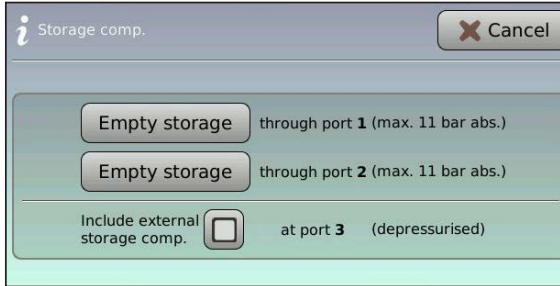 Storage comp.
Cancel
Empty storage through port 1 (max. 11 bar abs.)
Empty storage through port 2 (max. 11 bar abs.)
Include external
storage comp. at port 3 (depressurised)